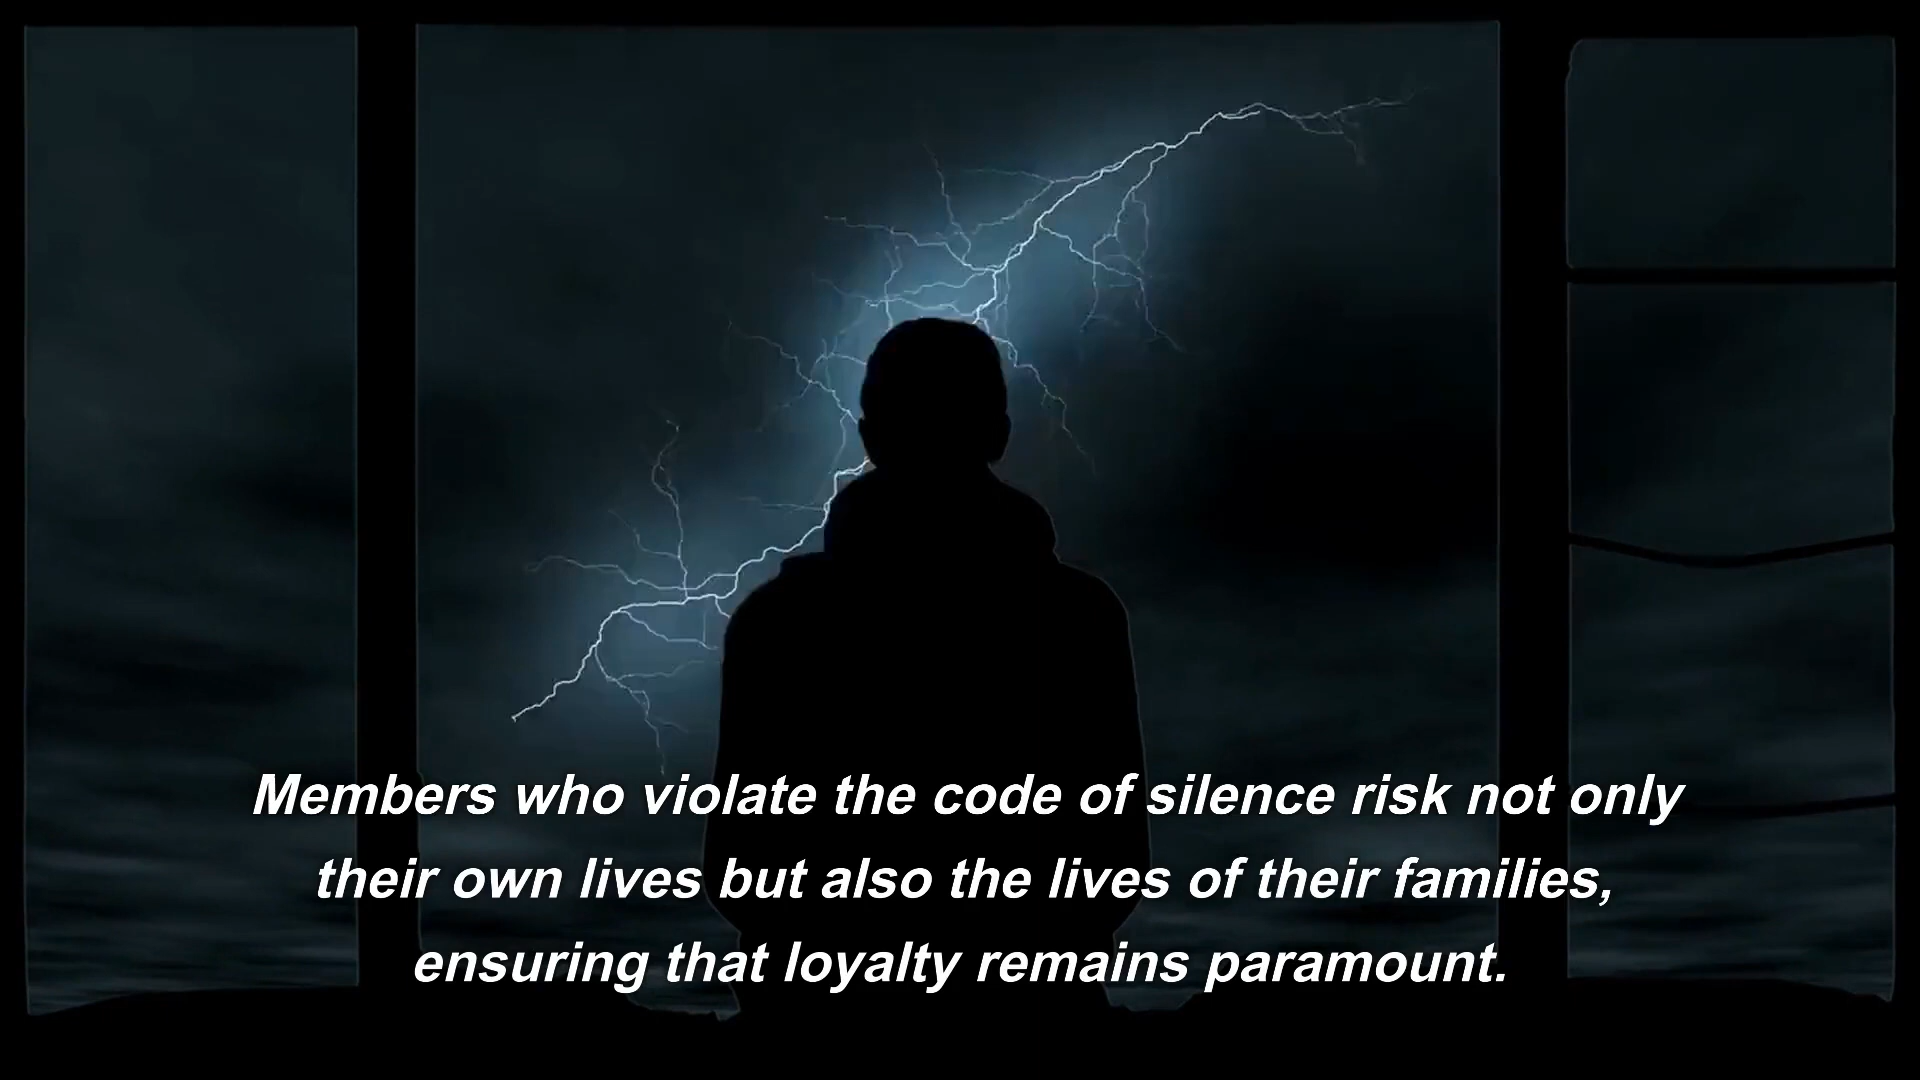 Members who violate the code of silence risk not only
their own lives but also the lives of their families,
ensuring that loyalty remains paramount.